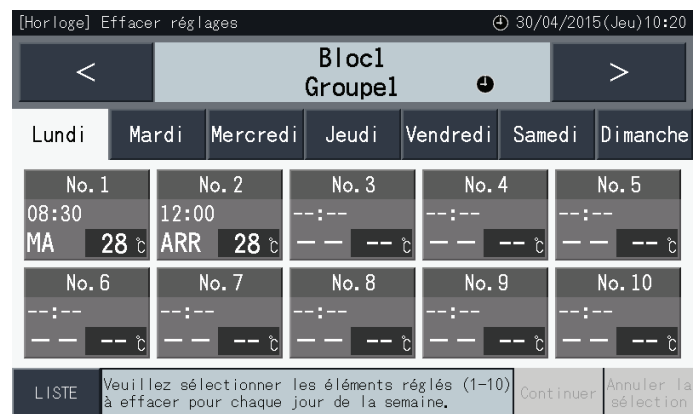 [Horloge] Effacer réglages 30/04/2015(Jeu)10:20
< Bloc1 >
Groupe1
Lundi Mardi Mercredi Jeudi Vendredi Samedi Dimanche
No.1 No.2 No.3 No.4 No.5
08:30 12:00 --:-- --:-- --:--
MA 28℃ ARR 28℃ -- --℃ -- --℃ -- --℃
No.6 No.7 No.8 No.9 No.10
--:-- --:-- --:-- --:-- --:--
-- --℃ -- --℃ -- --℃ -- --℃ -- --℃
LISTE Veuillez sélectionner les éléments réglés (1-10) Continuer Annuler la
à effacer pour chaque jour de la semaine. sélection